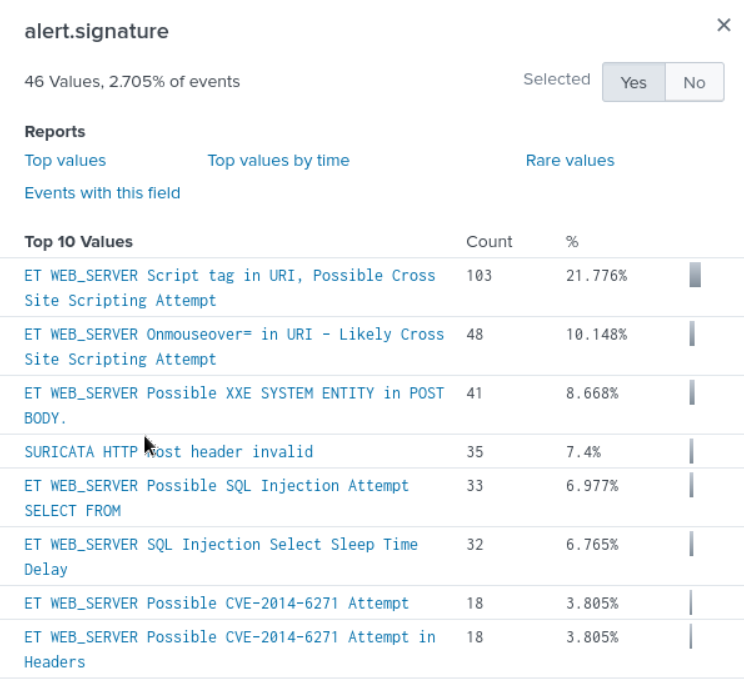 alert.signature
46 Values, 2.705% of events
Selected Yes No
Reports
Top values Top values by time Rare values
Events with this field
Top 10 Values Count %
ET WEB_SERVER Script tag in URI, Possible Cross 103 21.776%
Site Scripting Attempt
ET WEB_SERVER Onmouseover= in URI - Likely Cross 48 10.148%
Site Scripting Attempt
ET WEB_SERVER Possible XXE SYSTEM ENTITY in POST 41 8.668%
BODY.
SURICATA HTTP Host header invalid 35 7.4%
ET WEB_SERVER Possible SQL Injection Attempt 33 6.977%
SELECT FROM
ET WEB_SERVER SQL Injection Select Sleep Time 32 6.765%
Delay
ET WEB_SERVER Possible CVE-2014-6271 Attempt 18 3.805%
ET WEB_SERVER Possible CVE-2014-6271 Attempt in 18 3.805%
Headers